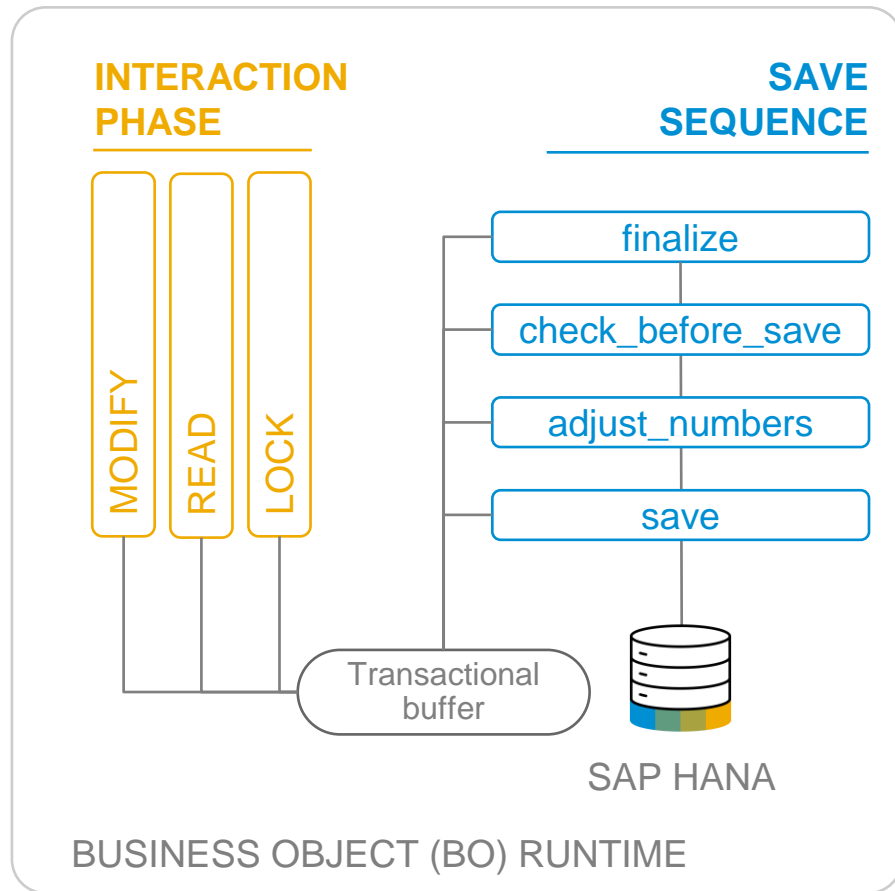 INTERACTION
PHASE
SAVE
SEQUENCE
MODIFY
READ
LOCK
finalize
check_before_save
adjust_numbers
save
Transactional
buffer
SAP HANA
BUSINESS OBJECT (BO) RUNTIME